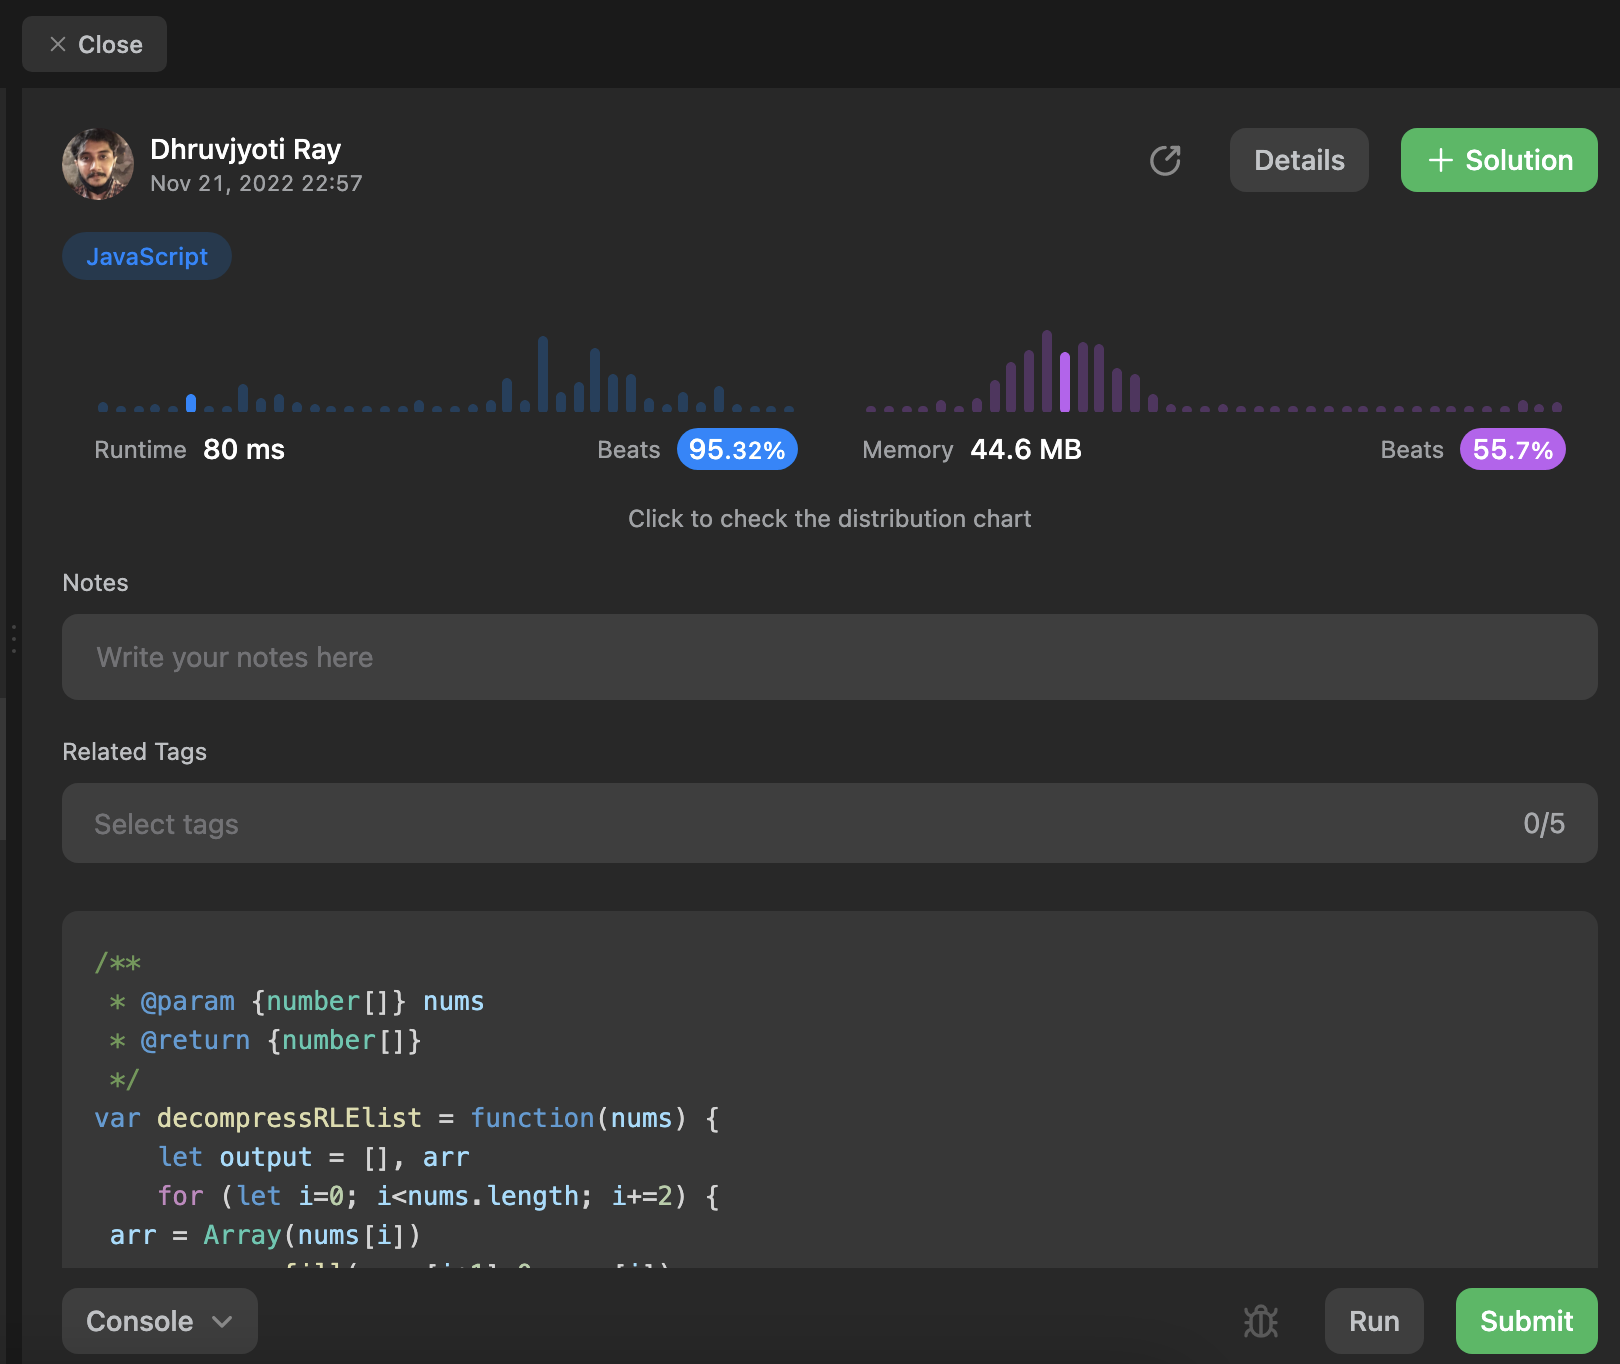 Close
Dhruvjyoti Ray
Nov 21, 2022 22:57
Details
+ Solution
JavaScript
Runtime 80 ms Beats 95.32% Memory 44.6 MB Beats 55.7%
Click to check the distribution chart
Notes
Write your notes here
Related Tags
Select tags 0/5
/**
 * @param {number[]} nums
 * @return {number[]}
 */
var decompressRLElist = function(nums) {
    let output = [], arr
    for (let i=0; i<nums.length; i+=2) {
 arr = Array(nums[i])
Console
Run
Submit